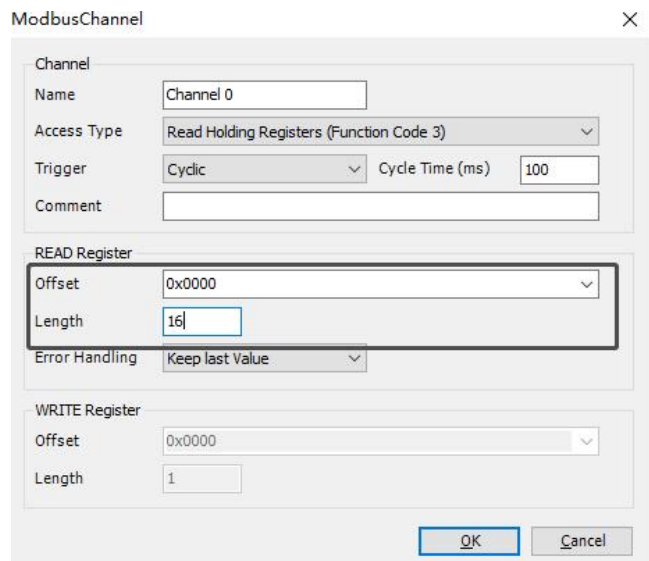 ModbusChannel
Channel
Name Channel 0
Access Type Read Holding Registers (Function Code 3)
Trigger Cyclic Cycle Time (ms) 100
Comment
READ Register
Offset 0x0000
Length 16
Error Handling Keep last Value
WRITE Register
Offset 0x0000
Length 1
OK Cancel